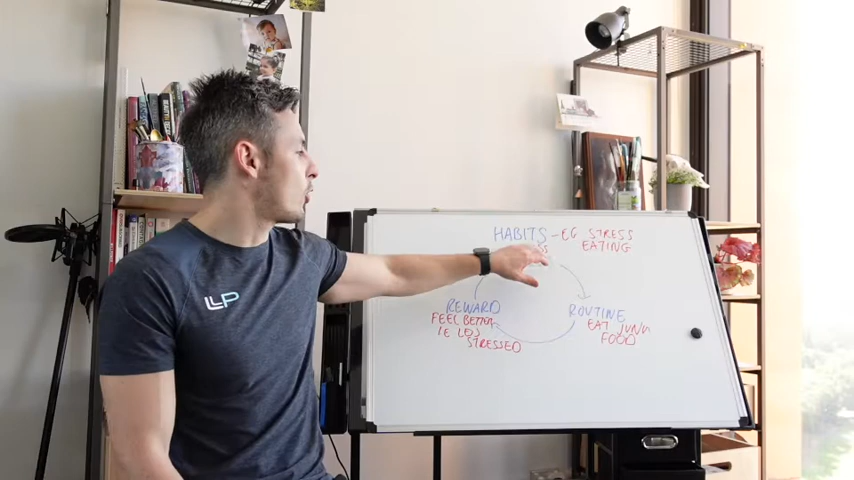 HABITS - EG STRESS
EATING
REWARD
FEEL BETTER
IE LESS
STRESSED
ROUTINE
EAT JUNK
FOOD
LLP